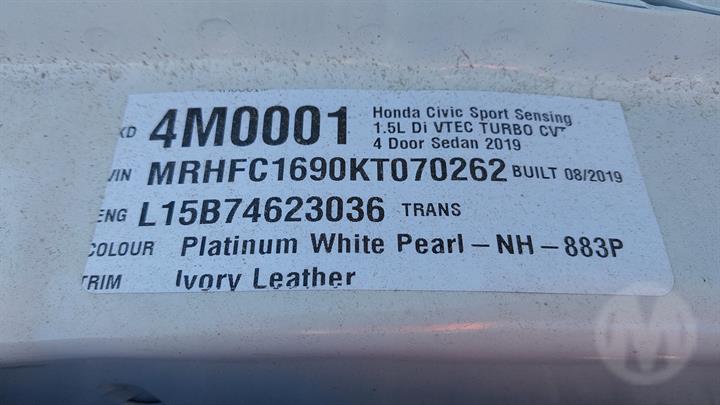 KD 4M0001 Honda Civic Sport Sensing
1.5L Di VTEC TURBO CVT
4 Door Sedan 2019
VIN MRHFC1690KT070262 BUILT 08/2019
ENG L15B74623036 TRANS
COLOUR Platinum White Pearl – NH – 883P
TRIM Ivory Leather
M